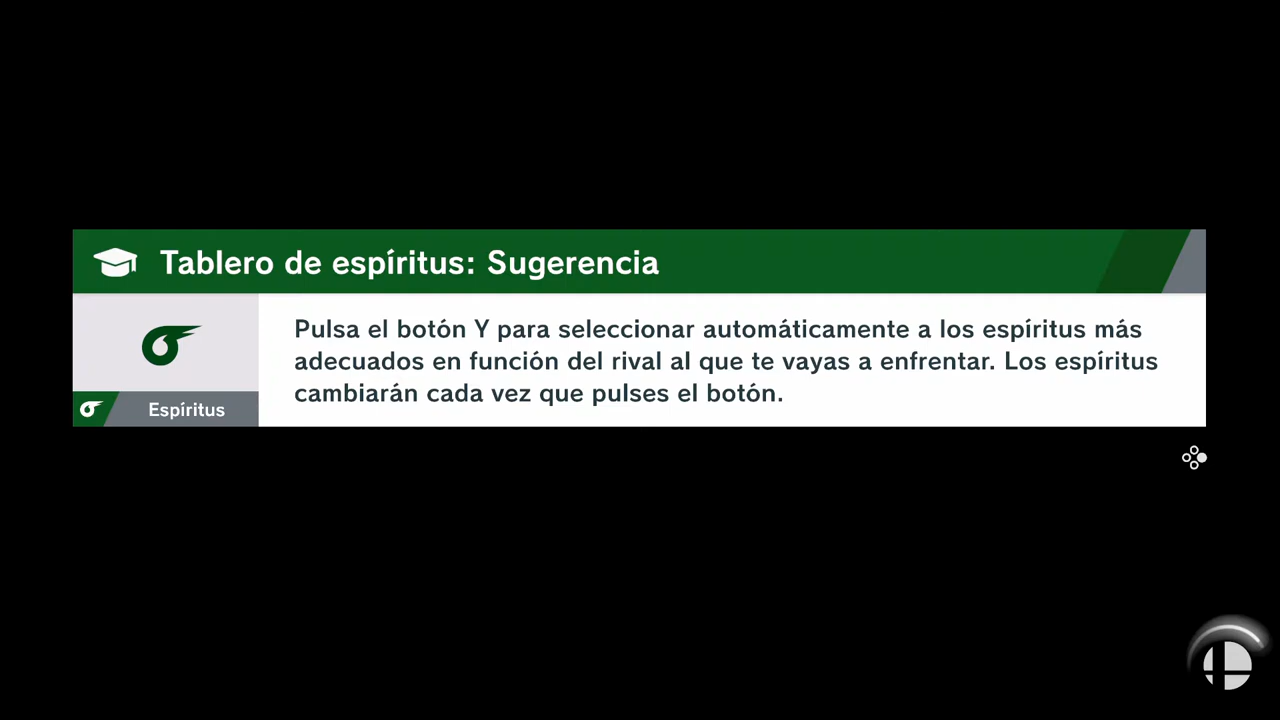 Tablero de espíritus: Sugerencia
Pulsa el botón Y para seleccionar automáticamente a los espíritus más
adecuados en función del rival al que te vayas a enfrentar. Los espíritus
cambiarán cada vez que pulses el botón.
Espíritus